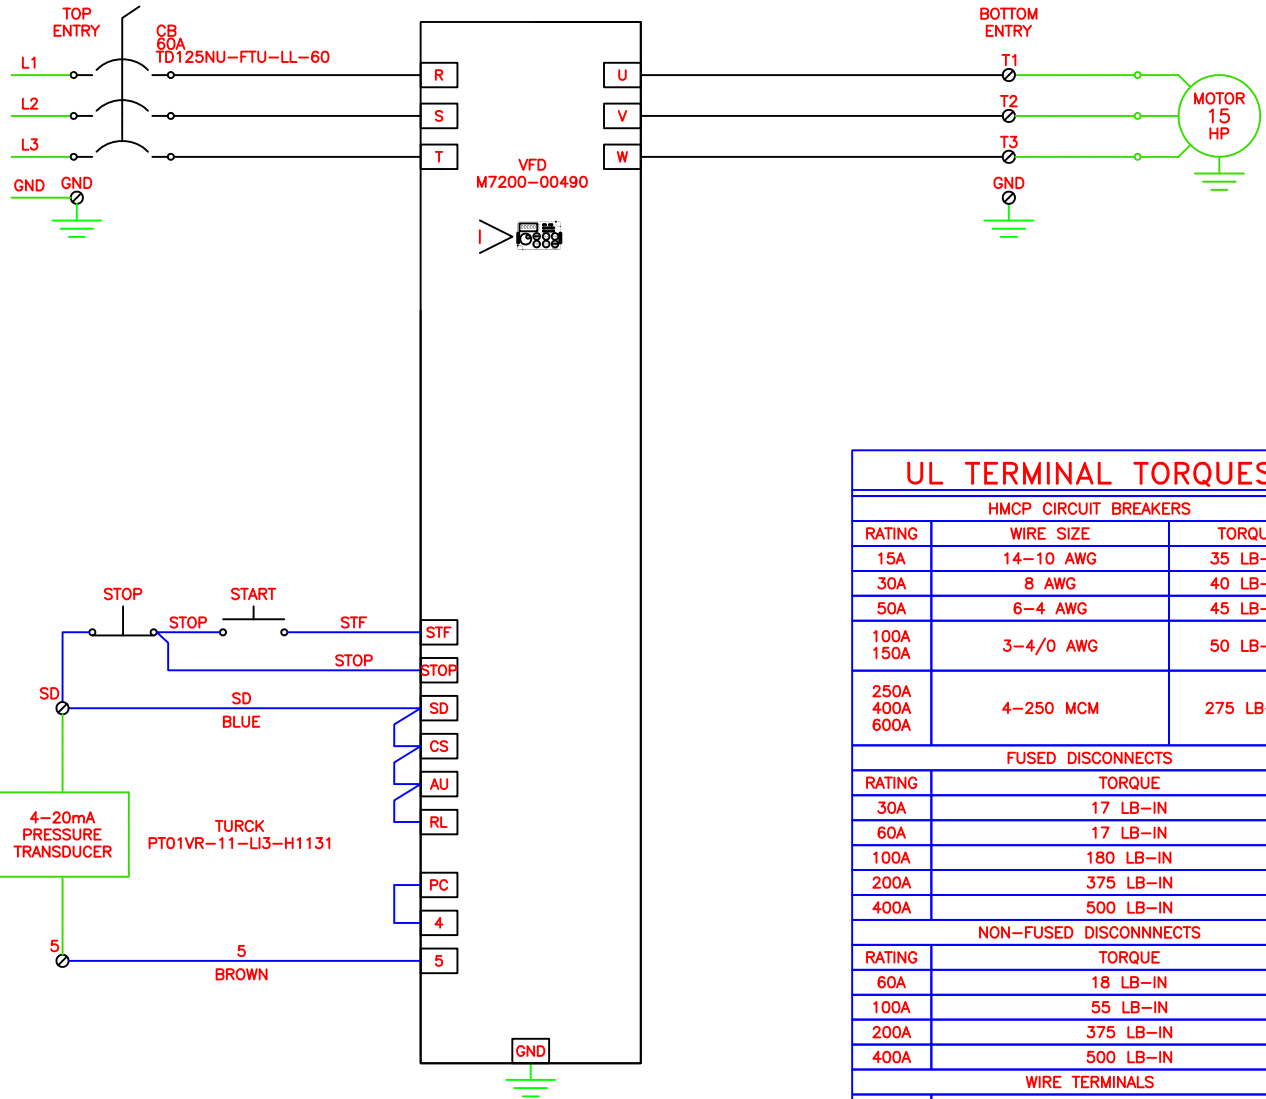 TOP
ENTRY
CB
60A
TD125NU-FTU-LL-60
L1
L2
L3
GND
GND
R
S
T
U
V
W
VFD
M7200-00490
BOTTOM
ENTRY
T1
T2
T3
GND
MOTOR
15
HP
STOP
START
STOP
STF
STOP
SD
SD
BLUE
4-20mA
PRESSURE
TRANSDUCER
TURCK
PT01VR-11-LI3-H1131
5
5
BROWN
STF
STOP
SD
CS
AU
RL
PC
4
5
GND
UL TERMINAL TORQUES
HMCP CIRCUIT BREAKERS
RATING WIRE SIZE TORQU
15A 14-10 AWG 35 LB-
30A 8 AWG 40 LB-
50A 6-4 AWG 45 LB-
100A
150A
3-4/0 AWG 50 LB-
250A
400A
600A
4-250 MCM 275 LB-
FUSED DISCONNECTS
RATING TORQUE
30A 17 LB-IN
60A 17 LB-IN
100A 180 LB-IN
200A 375 LB-IN
400A 500 LB-IN
NON-FUSED DISCONNNECTS
RATING TORQUE
60A 18 LB-IN
100A 55 LB-IN
200A 375 LB-IN
400A 500 LB-IN
WIRE TERMINALS